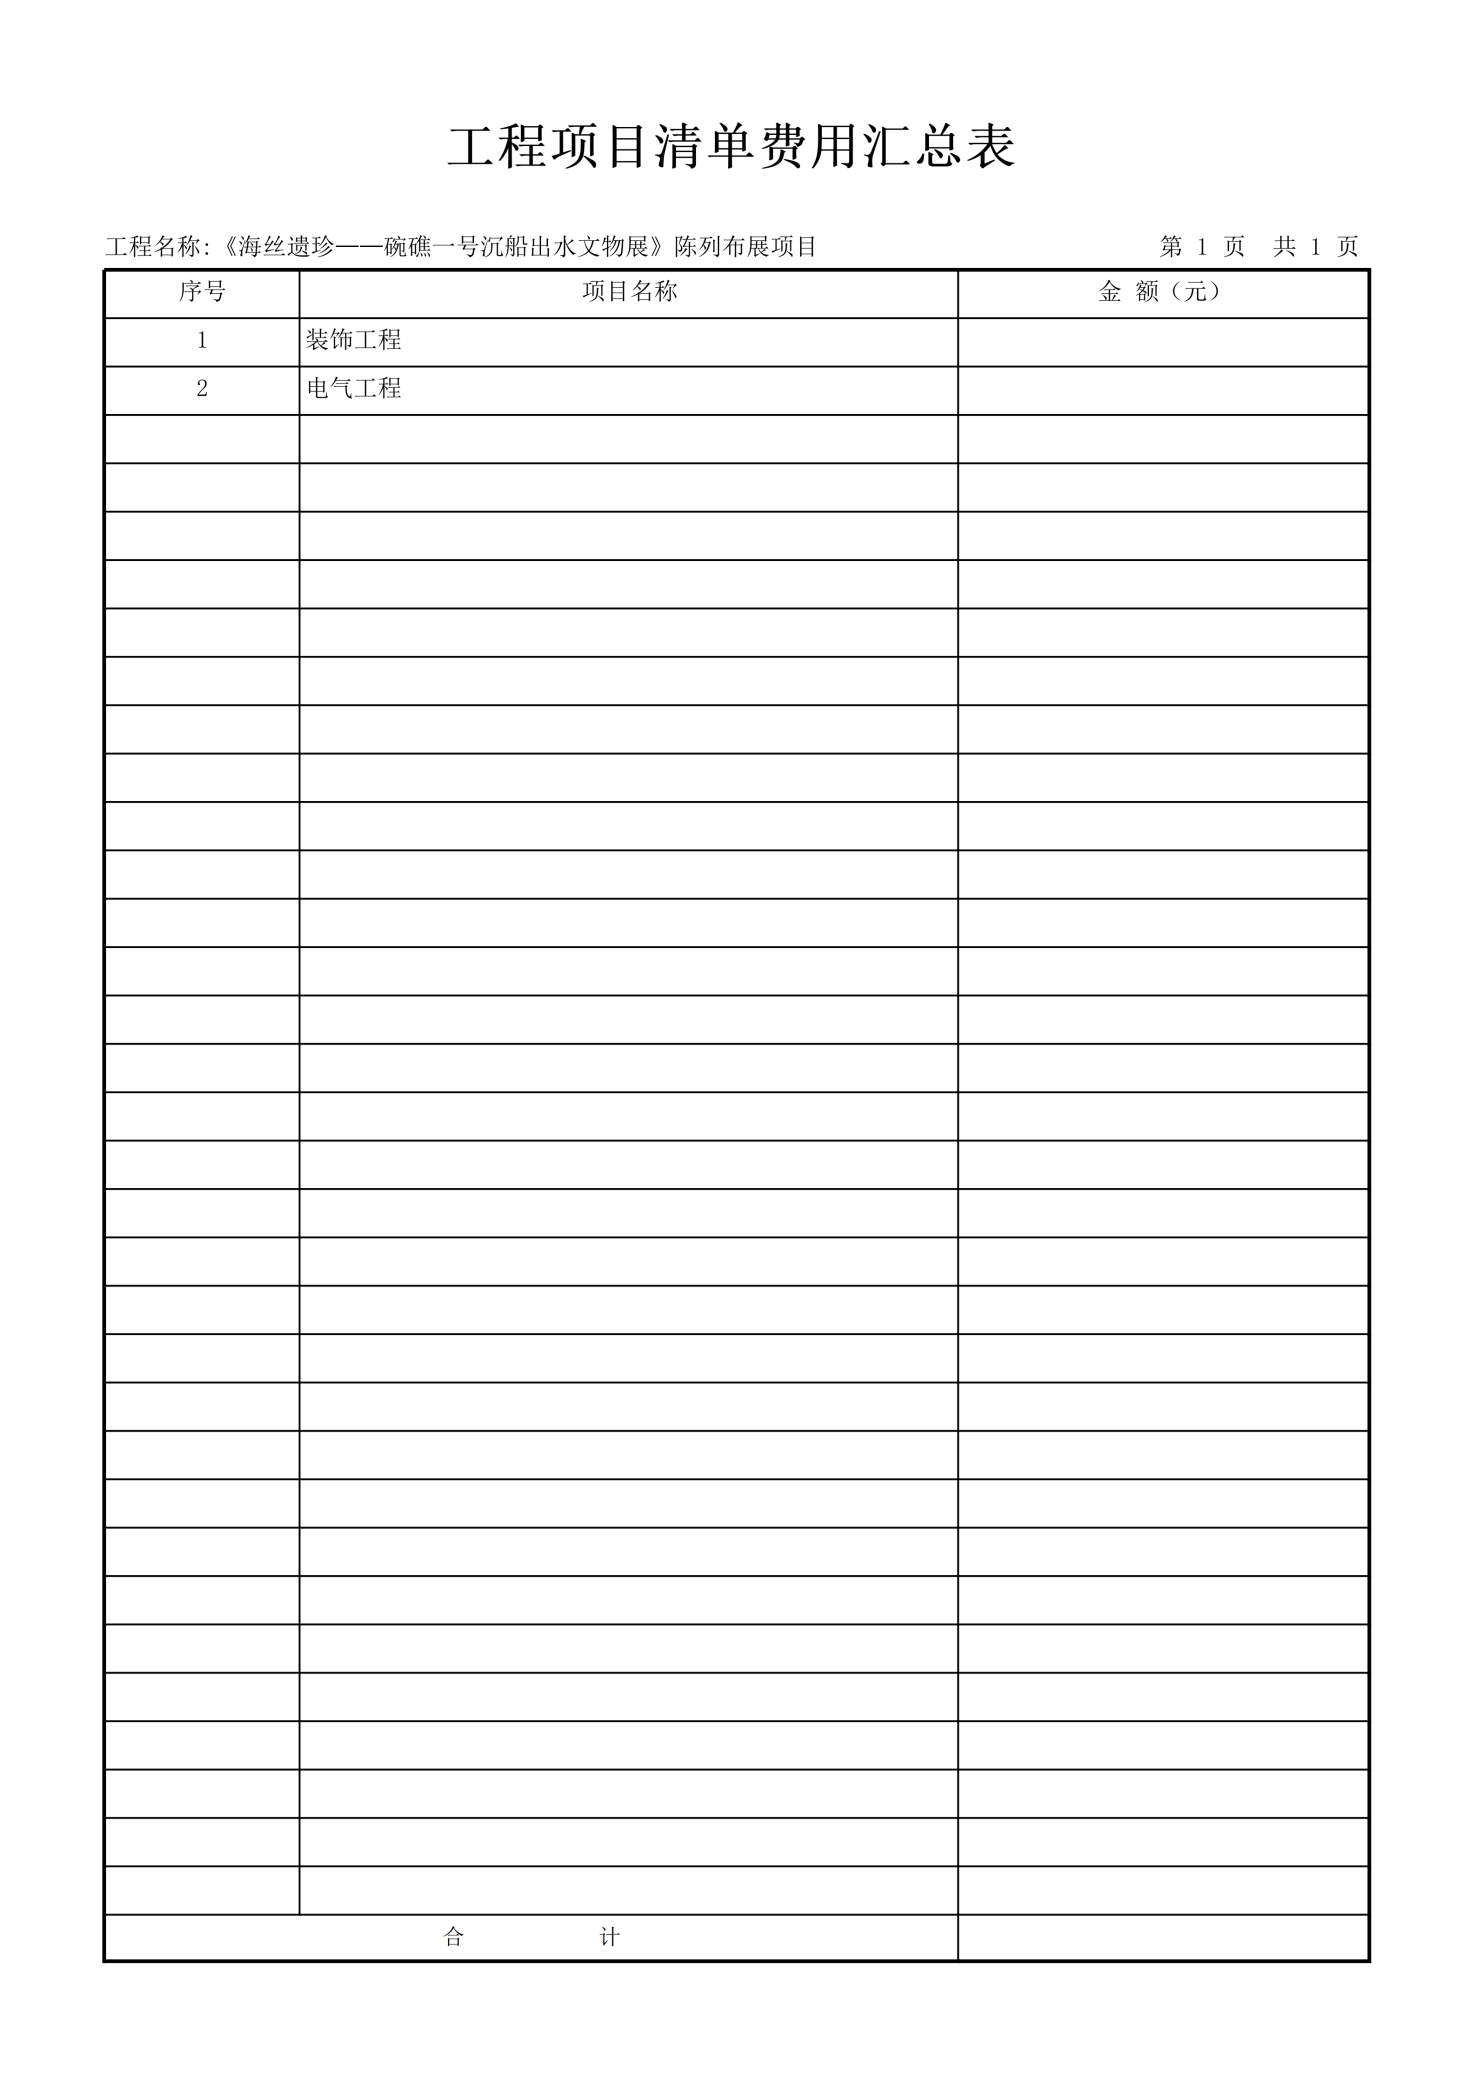 工程项目清单费用汇总表
工程名称:《海丝遗珍——碗礁一号沉船出水文物展》陈列布展项目 第 1 页 共 1 页
序号 项目名称 金 额（元）
1 装饰工程
2 电气工程
合 计